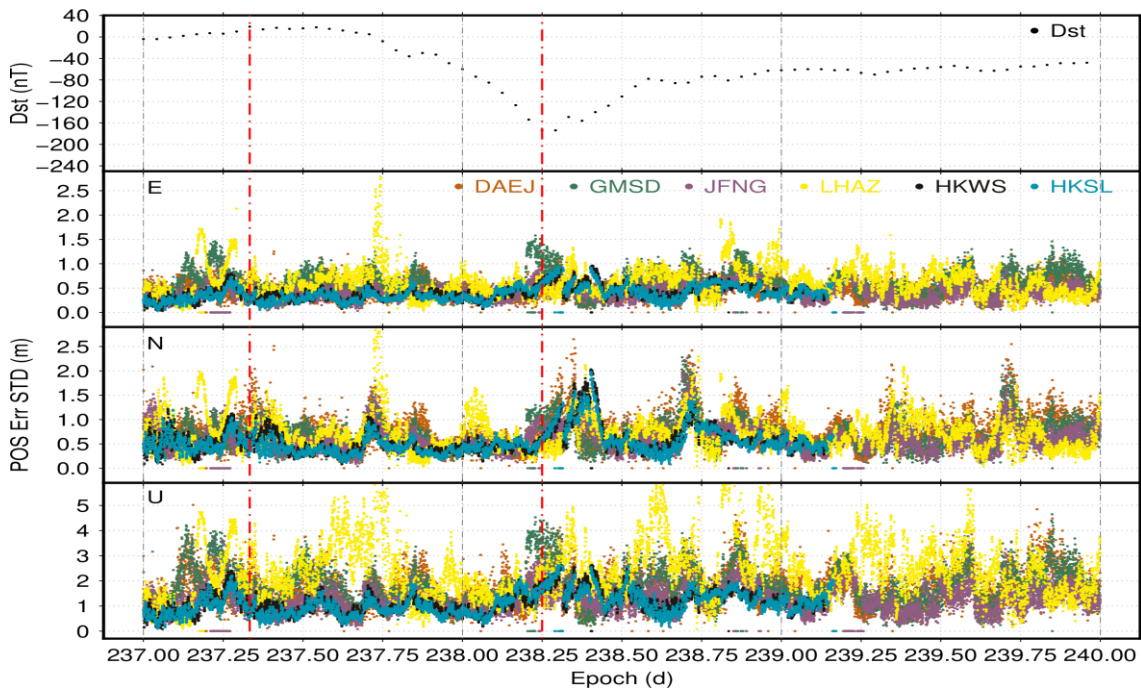 40
0
−40
−80
−120
−160
−200
−240
Dst (nT)
Dst
E
DAEJ GMSD JFNG LHAZ HKWS HKSL
2.5
2.0
1.5
1.0
0.5
0.0
N
2.5
2.0
1.5
1.0
0.5
0.0
POS Err STD (m)
U
5
4
3
2
1
0
237.00 237.25 237.50 237.75 238.00 238.25 238.50 238.75 239.00 239.25 239.50 239.75 240.00
Epoch (d)